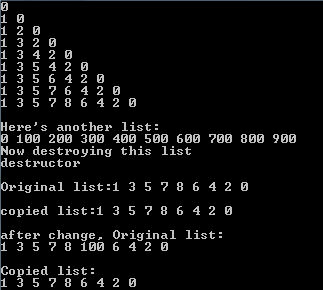 0
1 0
1 2 0
1 3 2 0
1 3 4 2 0
1 3 5 4 2 0
1 3 5 6 4 2 0
1 3 5 7 6 4 2 0
1 3 5 7 8 6 4 2 0
Here's another list:
0 100 200 300 400 500 600 700 800 900
Now destroying this list
destructor
Original list:1 3 5 7 8 6 4 2 0
copied list:1 3 5 7 8 6 4 2 0
after change, Original list:
1 3 5 7 8 100 6 4 2 0
Copied list:
1 3 5 7 8 6 4 2 0